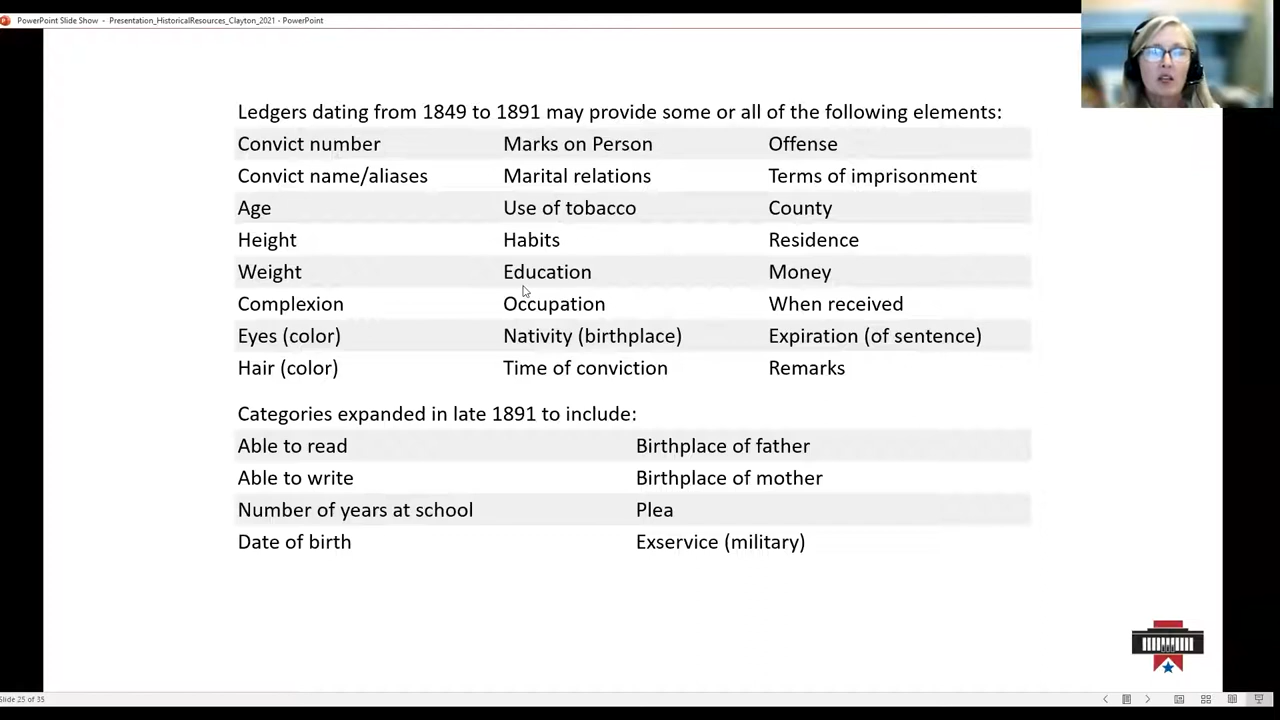 PowerPoint Slide Show - Presentation_HistoricalResources_Clayton_2021 - PowerPoint
Ledgers dating from 1849 to 1891 may provide some or all of the following elements:
Convict number Marks on Person Offense
Convict name/aliases Marital relations Terms of imprisonment
Age Use of tobacco County
Height Habits Residence
Weight Education Money
Complexion Occupation When received
Eyes (color) Nativity (birthplace) Expiration (of sentence)
Hair (color) Time of conviction Remarks
Categories expanded in late 1891 to include:
Able to read Birthplace of father
Able to write Birthplace of mother
Number of years at school Plea
Date of birth Exservice (military)
Slide 25 of 35